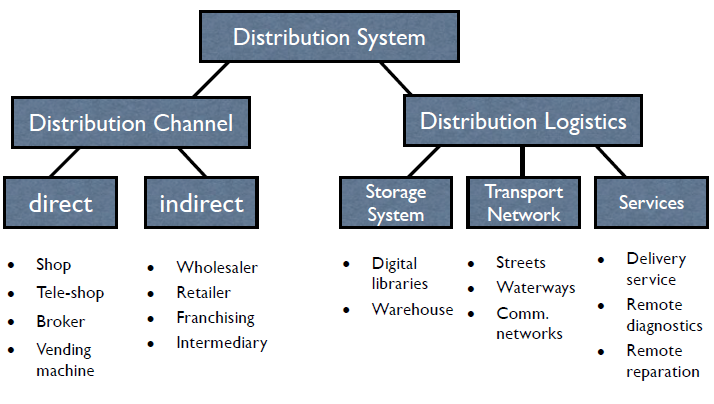 Distribution System
Distribution Channel
Distribution Logistics
direct
indirect
Storage
System
Transport
Network
Services
• Shop
• Tele-shop
• Broker
• Vending
machine
• Wholesaler
• Retailer
• Franchising
• Intermediary
• Digital
libraries
• Warehouse
• Streets
• Waterways
• Comm.
networks
• Delivery
service
• Remote
diagnostics
• Remote
reparation